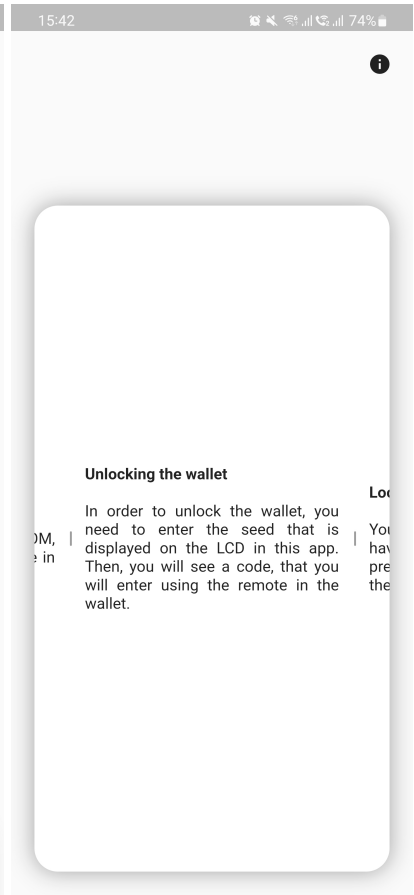 15:42
74%
Unlocking the wallet
In order to unlock the wallet, you
need to enter the seed that is
displayed on the LCD in this app.
Then, you will see a code, that you
will enter using the remote in the
wallet.
in
|
|
the